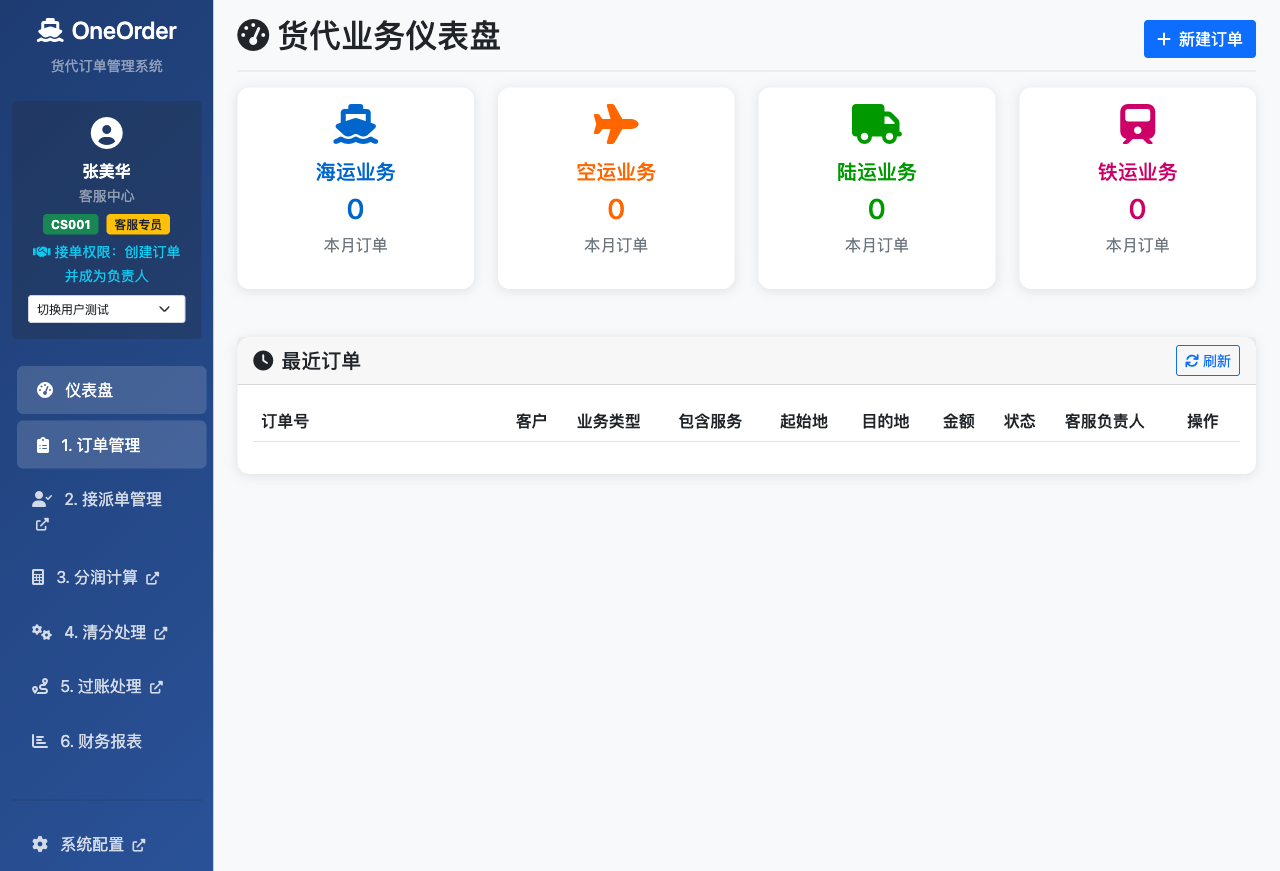 OneOrder
货代订单管理系统
张美华
客服中心
CS001 客服专员
接单权限：创建订单
并成为负责人
切换用户测试
仪表盘
1. 订单管理
2. 接派单管理
3. 分润计算
4. 清分处理
5. 过账处理
6. 财务报表
系统配置
货代业务仪表盘
新建订单
海运业务
0
本月订单
空运业务
0
本月订单
陆运业务
0
本月订单
铁运业务
0
本月订单
最近订单
刷新
订单号 客户 业务类型 包含服务 起始地 目的地 金额 状态 客服负责人 操作